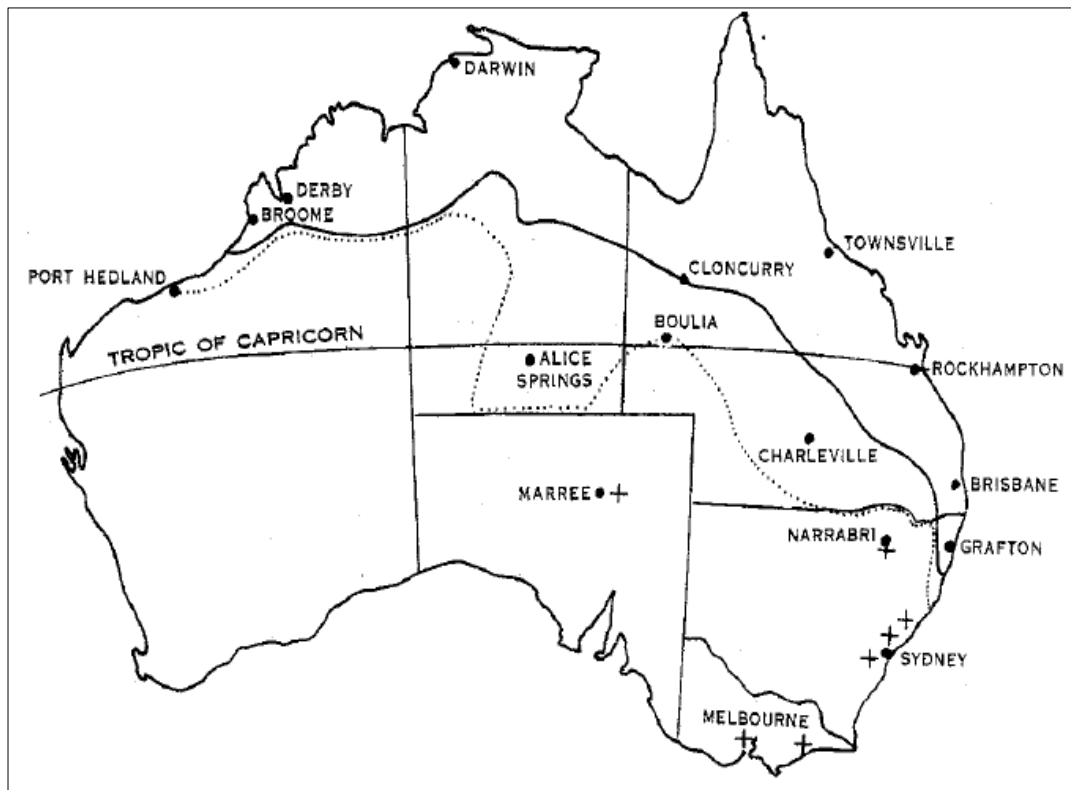 DARWIN
DERBY
BROOME
TOWNSVILLE
PORT HEDLAND
CLONCURRY
BOULIA
TROPIC OF CAPRICORN
ALICE
SPRINGS
ROCKHAMPTON
CHARLEVILLE
BRISBANE
MARREE
NARRABRI
GRAFTON
SYDNEY
MELBOURNE